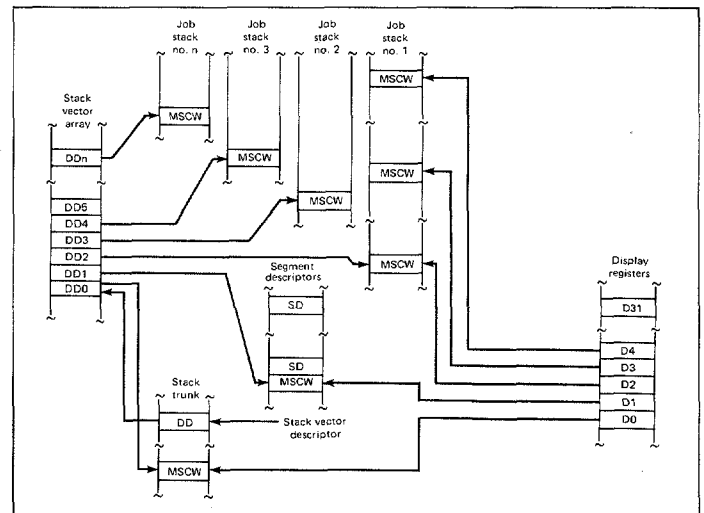 Job
stack
no. n
Job
stack
no. 3
Job
stack
no. 2
Job
stack
no. 1
MSCW
Stack
vector
array
MSCW
DDn
MSCW
MSCW
MSCW
DD5
DD4
DD3
DD2
DD1
DD0
MSCW
Segment
descriptors
SD
SD
MSCW
Display
registers
D31
D4
D3
D2
D1
D0
Stack
trunk
DD
Stack vector
descriptor
MSCW